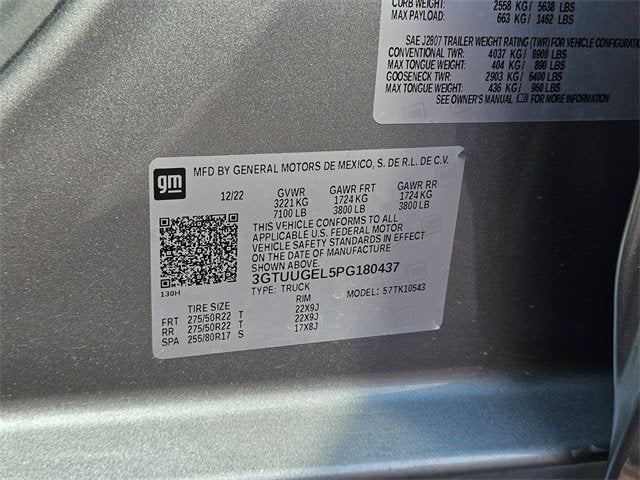 CURB WEIGHT: 2558 KG/ 5638 LBS
MAX PAYLOAD: 663 KG/ 1462 LBS
SAE J2807 TRAILER WEIGHT RATING (TWR) FOR VEHICLE CONFIGURATION
CONVENTIONAL TWR: 4037 KG/ 8900 LBS
MAX TONGUE WEIGHT: 404 KG/ 890 LBS
GOOSENECK TWR: 2903 KG/ 6400 LBS
MAX TONGUE WEIGHT: 436 KG/ 960 LBS
SEE OWNER'S MANUAL FOR MORE INFORMATION
gm
MFD BY GENERAL MOTORS DE MEXICO, S. DE R.L. DE C.V.
12/22 GVWR GAWR FRT GAWR RR
3221 KG 1724 KG 1724 KG
7100 LB 3800 LB 3800 LB
THIS VEHICLE CONFORMS TO ALL
APPLICABLE U.S. FEDERAL MOTOR
VEHICLE SAFETY STANDARDS IN EFFECT
ON THE DATE OF MANUFACTURE
3GTUUGEL5PG180437
130H
TYPE: TRUCK MODEL: 57TK10543
TIRE SIZE RIM
FRT 275/50R22 T 22X9J
RR 275/50R22 T 22X9J
SPA 255/80R17 S 17X8J